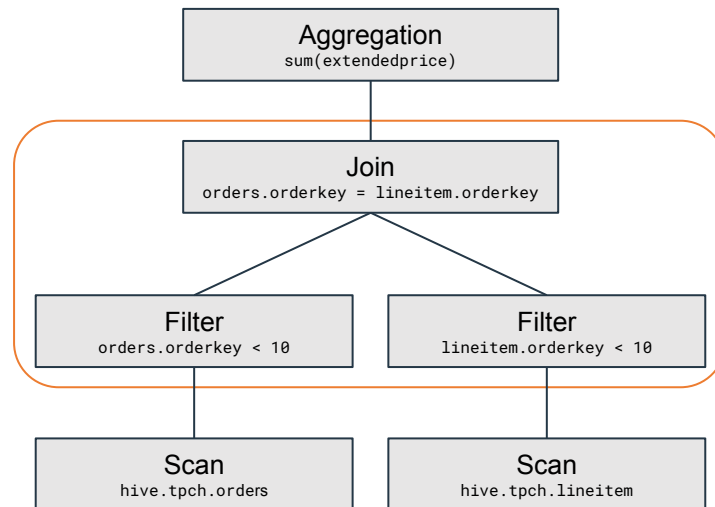 Aggregation
sum(extendedprice)
Join
orders.orderkey = lineitem.orderkey
Filter
orders.orderkey < 10
Filter
lineitem.orderkey < 10
Scan
hive.tpch.orders
Scan
hive.tpch.lineitem